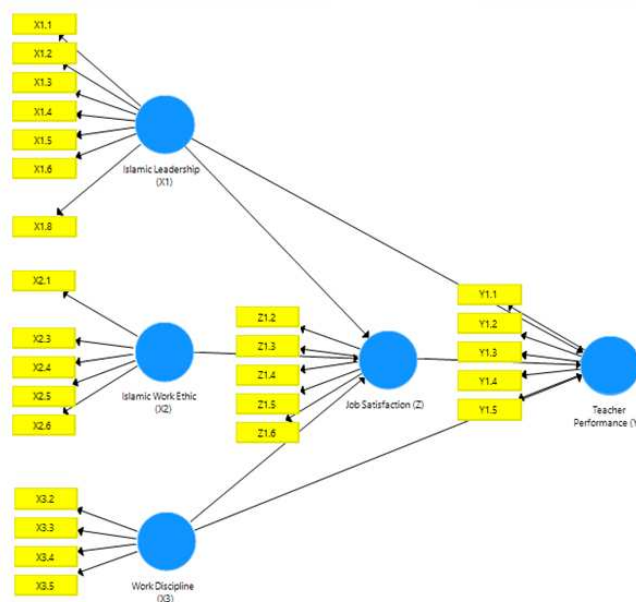 X1.1
X1.2
X1.3
X1.4
X1.5
X1.6
X1.8
Islamic Leadership
(X1)
X2.1
X2.3
X2.4
X2.5
X2.6
Islamic Work Ethic
(X2)
X3.2
X3.3
X3.4
X3.5
Work Discipline
(X3)
Z1.2
Z1.3
Z1.4
Z1.5
Z1.6
Job Satisfaction (Z)
Y1.1
Y1.2
Y1.3
Y1.4
Y1.5
Teacher
Performance (Y